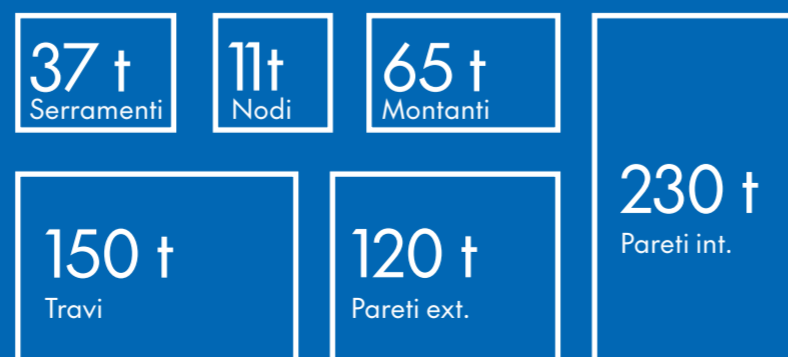 37 t
Serramenti
11t
Nodi
65 t
Montanti
230 t
Pareti int.
150 t
Travi
120 t
Pareti ext.